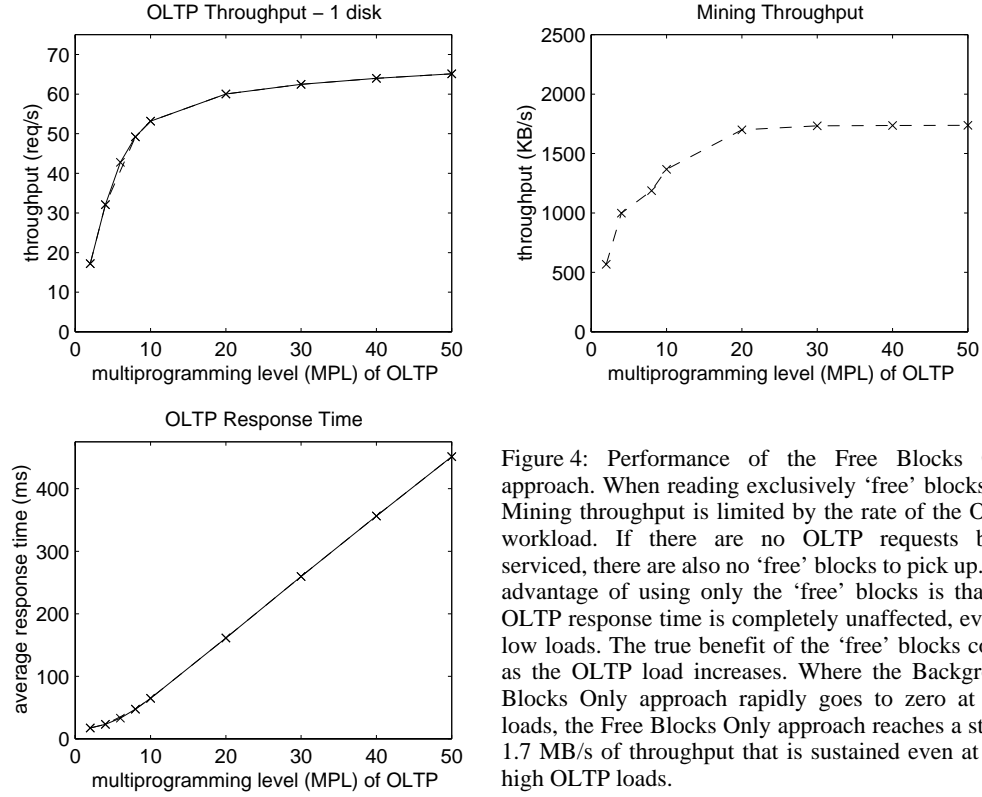 OLTP Throughput – 1 disk
70
60
50
40
30
20
10
0
throughput (req/s)
0 10 20 30 40 50
multiprogramming level (MPL) of OLTP
Mining Throughput
2500
2000
1500
1000
500
0
throughput (KB/s)
0 10 20 30 40 50
multiprogramming level (MPL) of OLTP
OLTP Response Time
400
300
200
100
0
average response time (ms)
0 10 20 30 40 50
multiprogramming level (MPL) of OLTP
Figure 4: Performance of the Free Blocks
approach. When reading exclusively ‘free’ blocks
Mining throughput is limited by the rate of the
workload. If there are no OLTP requests
serviced, there are also no ‘free’ blocks to pick up.
advantage of using only the ‘free’ blocks is
OLTP response time is completely unaffected,
low loads. The true benefit of the ‘free’ blocks
as the OLTP load increases. Where the
Blocks Only approach rapidly goes to zero at
loads, the Free Blocks Only approach reaches a
1.7 MB/s of throughput that is sustained even at
high OLTP loads.